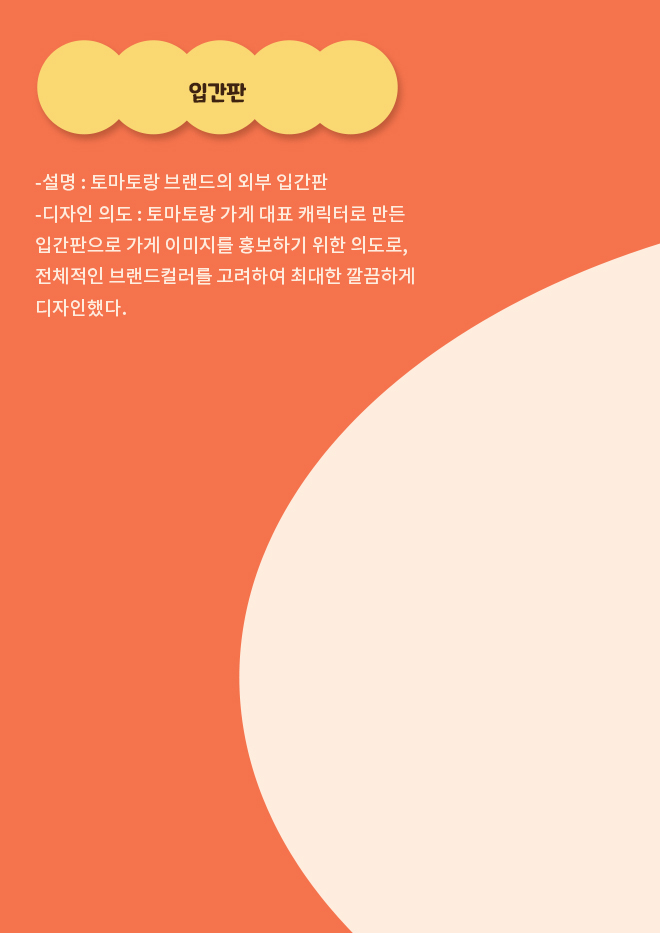 입간판
-설명 : 토마토랑 브랜드의 외부 입간판
-디자인 의도 : 토마토랑 가게 대표 캐릭터로 만든
입간판으로 가게 이미지를 홍보하기 위한 의도로,
전체적인 브랜드컬러를 고려하여 최대한 깔끔하게
디자인했다.